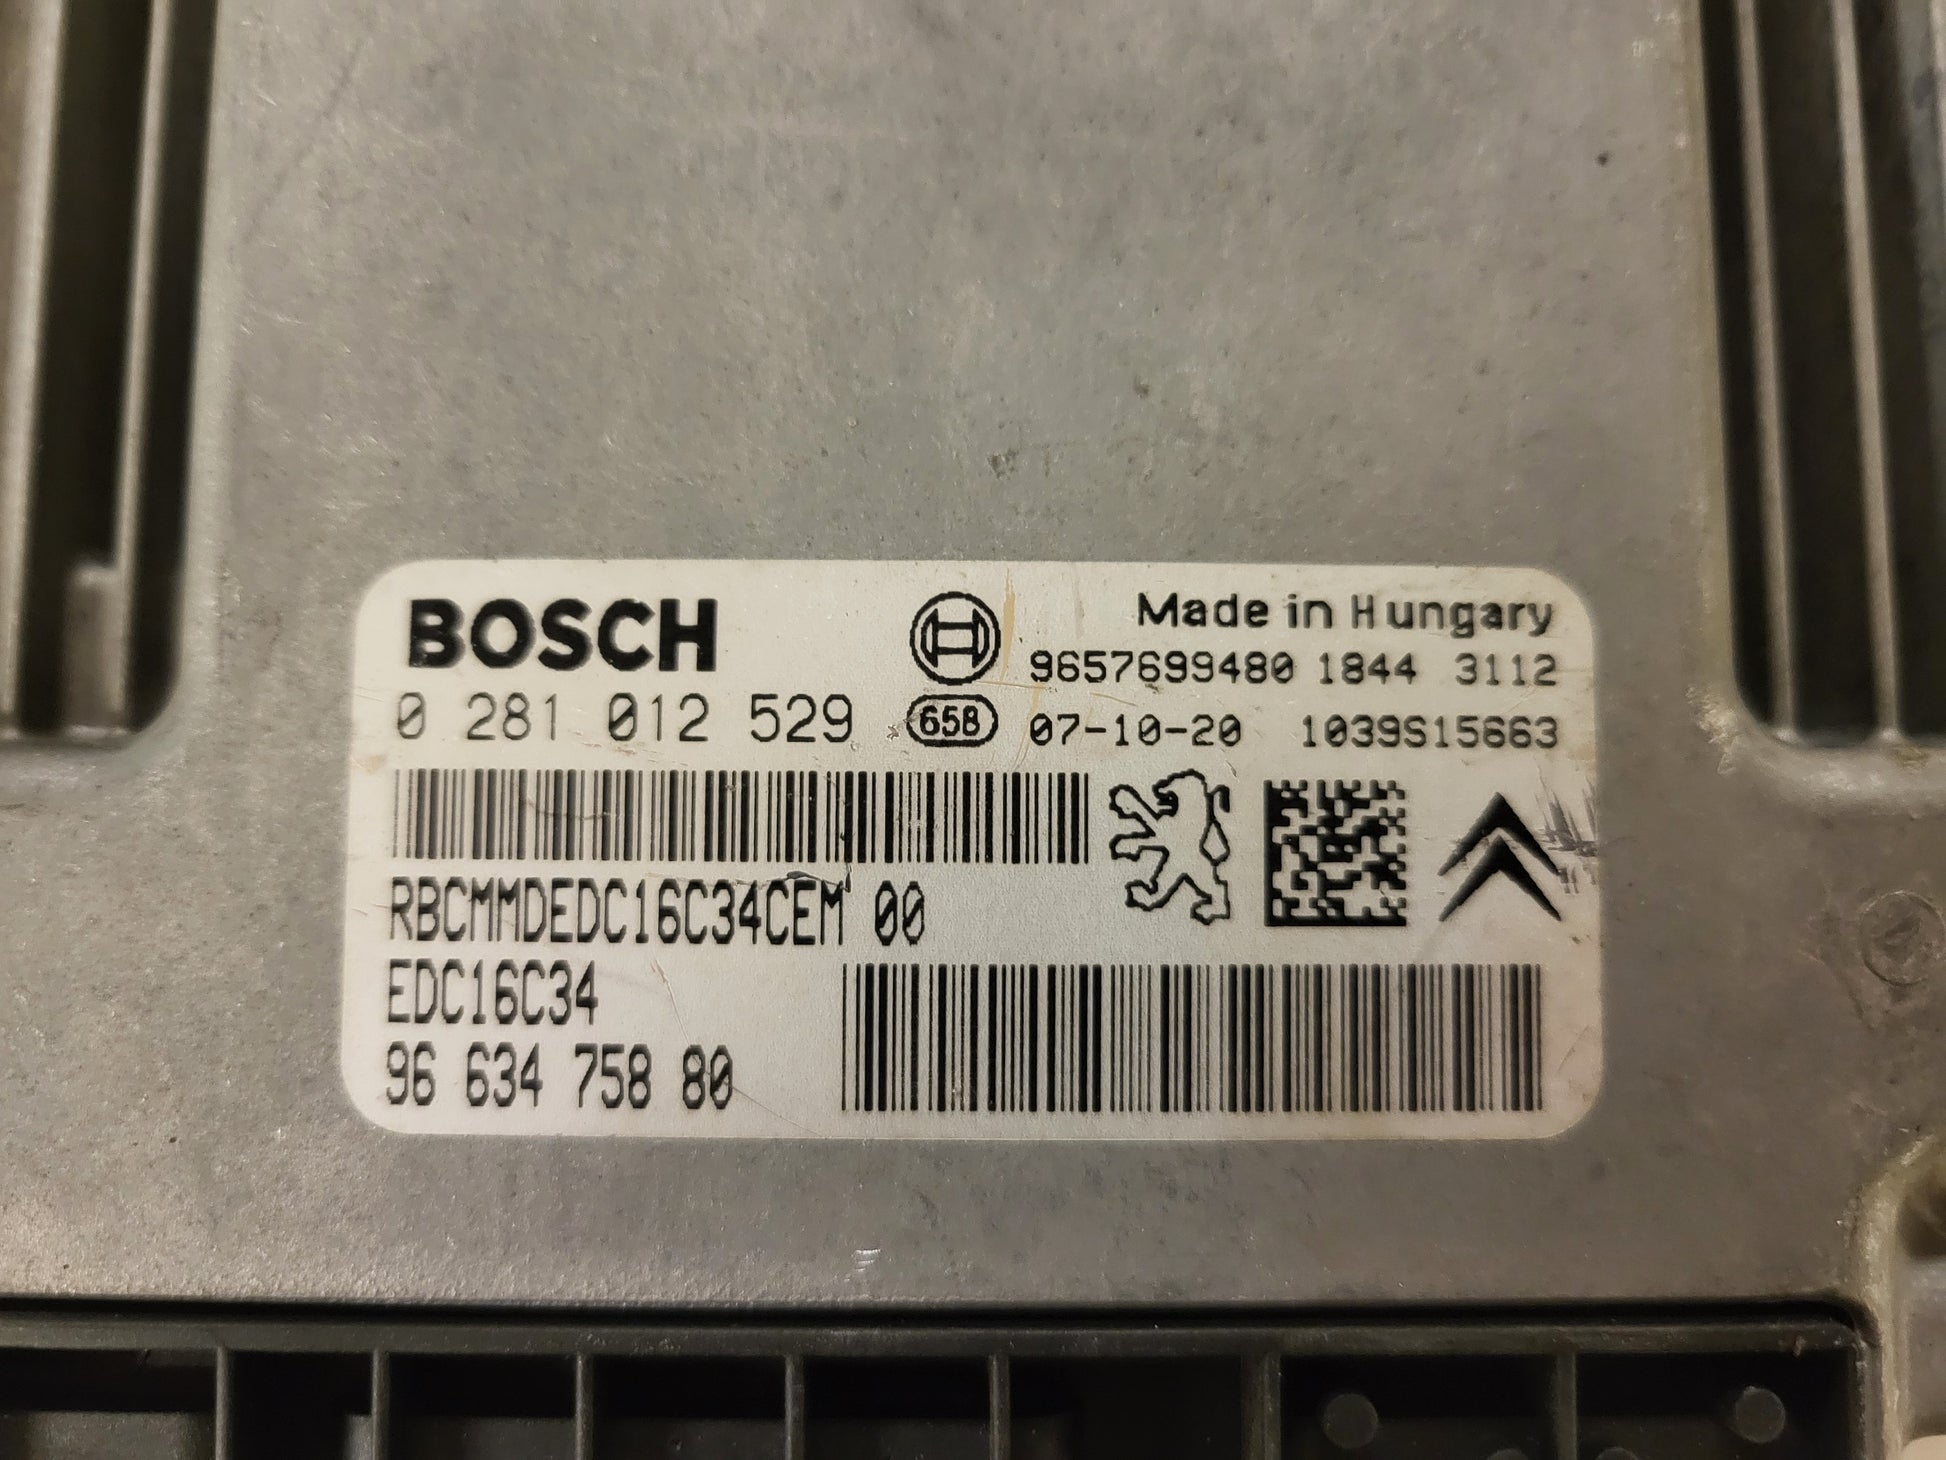 BOSCH
Made in Hungary
9657699480 1844 3112
0 281 012 529 658 07-10-20 1039S15663
RBCMMDEDC16C34CEM 00
EDC16C34
96 634 758 80